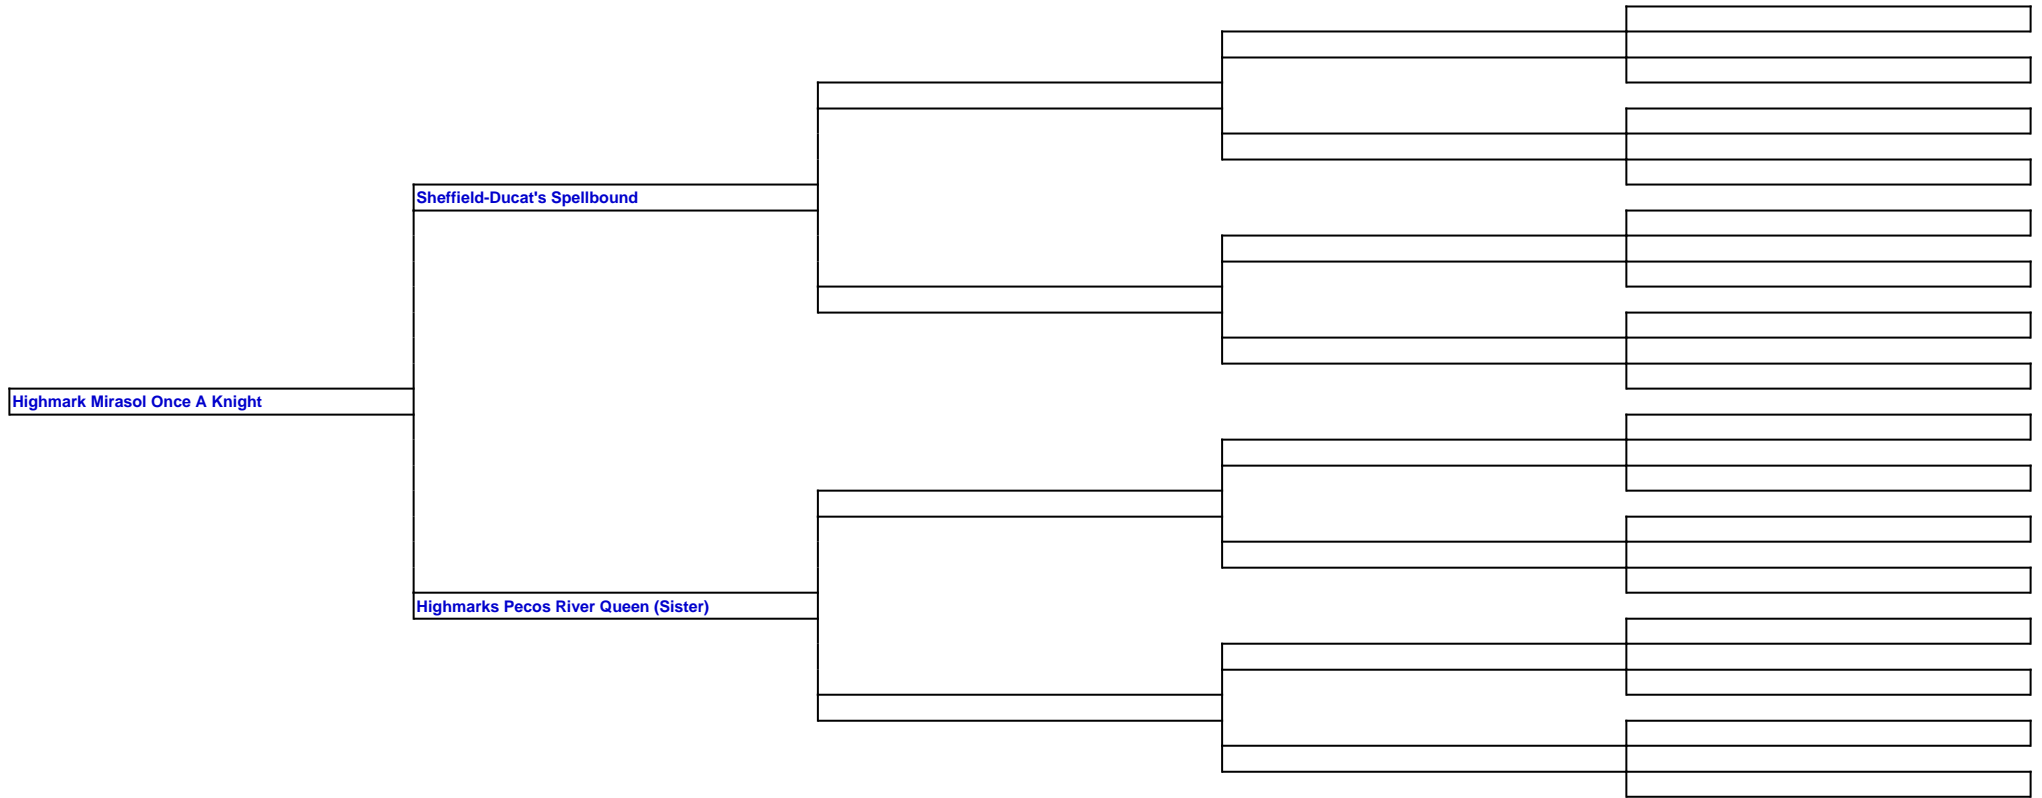 Sheffield-Ducat's Spellbound
Highmark Mirasol Once A Knight
Highmarks Pecos River Queen (Sister)